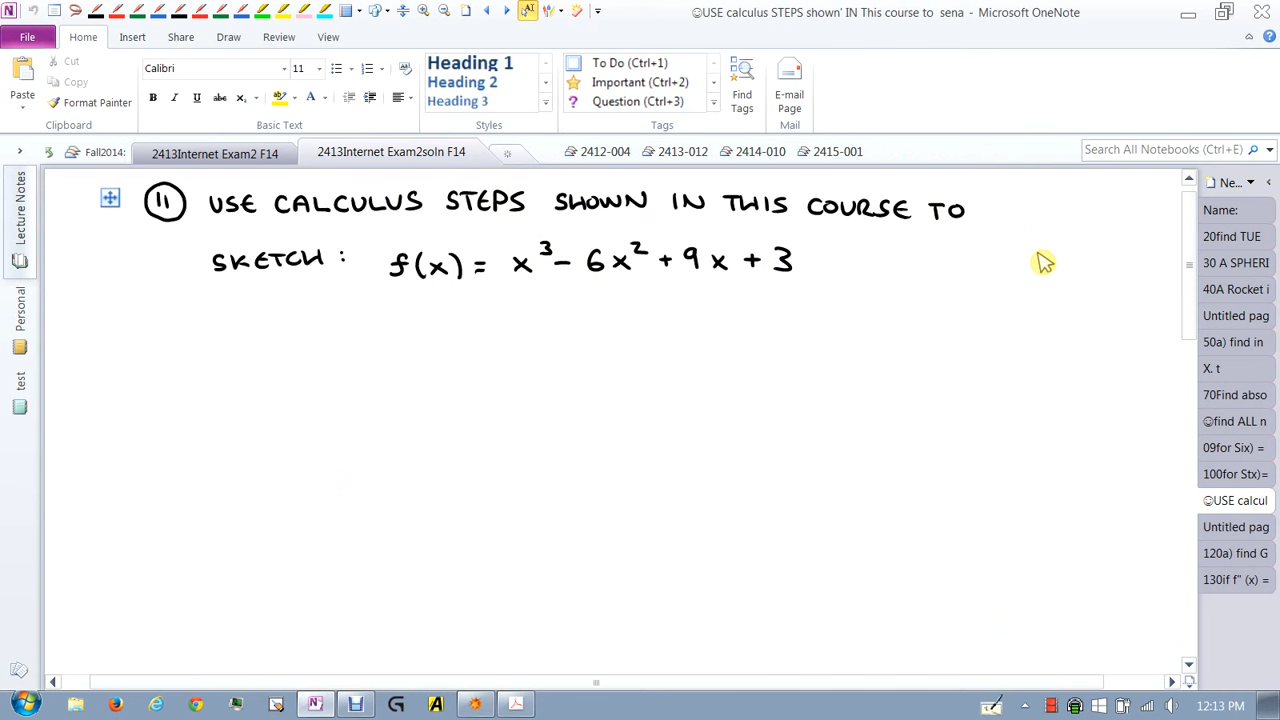 ☺USE calculus STEPS shown' IN This course to sena - Microsoft OneNote
File Home Insert Share Draw Review View
Paste
Cut
Copy
Format Painter
Clipboard
Calibri 11
B I U abc x₂ A
Basic Text
Heading 1
Heading 2
Heading 3
Styles
To Do (Ctrl+1)
Important (Ctrl+2)
Question (Ctrl+3)
Tags
Find Tags
E-mail Page
Mail
Fall2014: 2413Internet Exam2 F14 2413Internet Exam2soln F14 2412-004 2413-012 2414-010 2415-001 Search All Notebooks (Ctrl+E)
Lecture Notes
Personal
test
11 USE CALCULUS STEPS SHOWN IN THIS COURSE TO
SKETCH: f(x) = x³ - 6x² + 9x + 3
Ne...
Name:
20find TUE
30 A SPHERI
40A Rocket i
Untitled pag
50a) find in
X. t
70Find abso
☺find ALL n
09for Six) =
100for Stx)=
☺USE calcul
Untitled pag
120a) find G
130if f" (x) =
12:13 PM